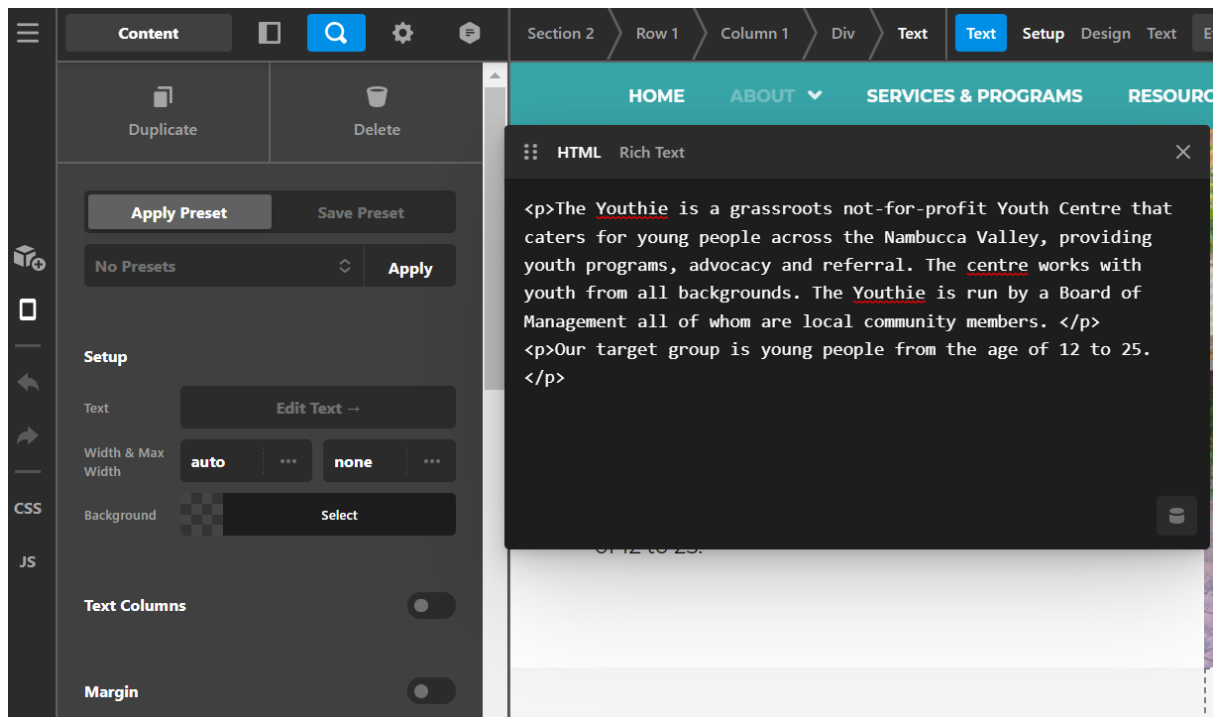 Content
Section 2
Row 1
Column 1
Div
Text
Text
Setup
Design
Text
Duplicate
Delete
HOME
ABOUT
SERVICES & PROGRAMS
RESOURC
HTML
Rich Text
Apply Preset
Save Preset
No Presets
Apply
<p>The Youthie is a grassroots not-for-profit Youth Centre that
caters for young people across the Nambucca Valley, providing
youth programs, advocacy and referral. The centre works with
youth from all backgrounds. The Youthie is run by a Board of
Management all of whom are local community members. </p>
<p>Our target group is young people from the age of 12 to 25.
</p>
Setup
Text
Edit Text →
Width & Max
Width
auto
none
Background
Select
of 12 to 25.
CSS
JS
Text Columns
Margin